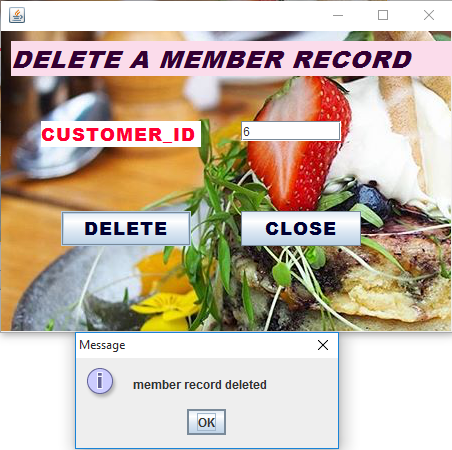 DELETE A MEMBER RECORD
CUSTOMER_ID 6
DELETE CLOSE
Message
member record deleted
OK